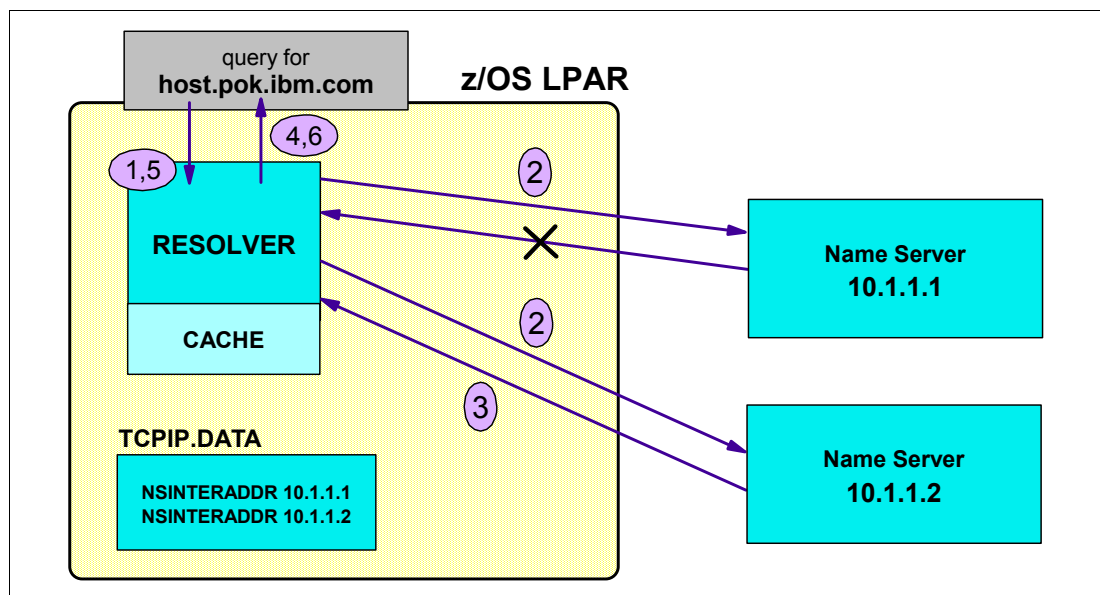 query for
host.pok.ibm.com
z/OS LPAR
4,6
1,5
2
RESOLVER
Name Server
10.1.1.1
CACHE
2
3
TCPIP.DATA
NSINTERADDR 10.1.1.1
NSINTERADDR 10.1.1.2
Name Server
10.1.1.2